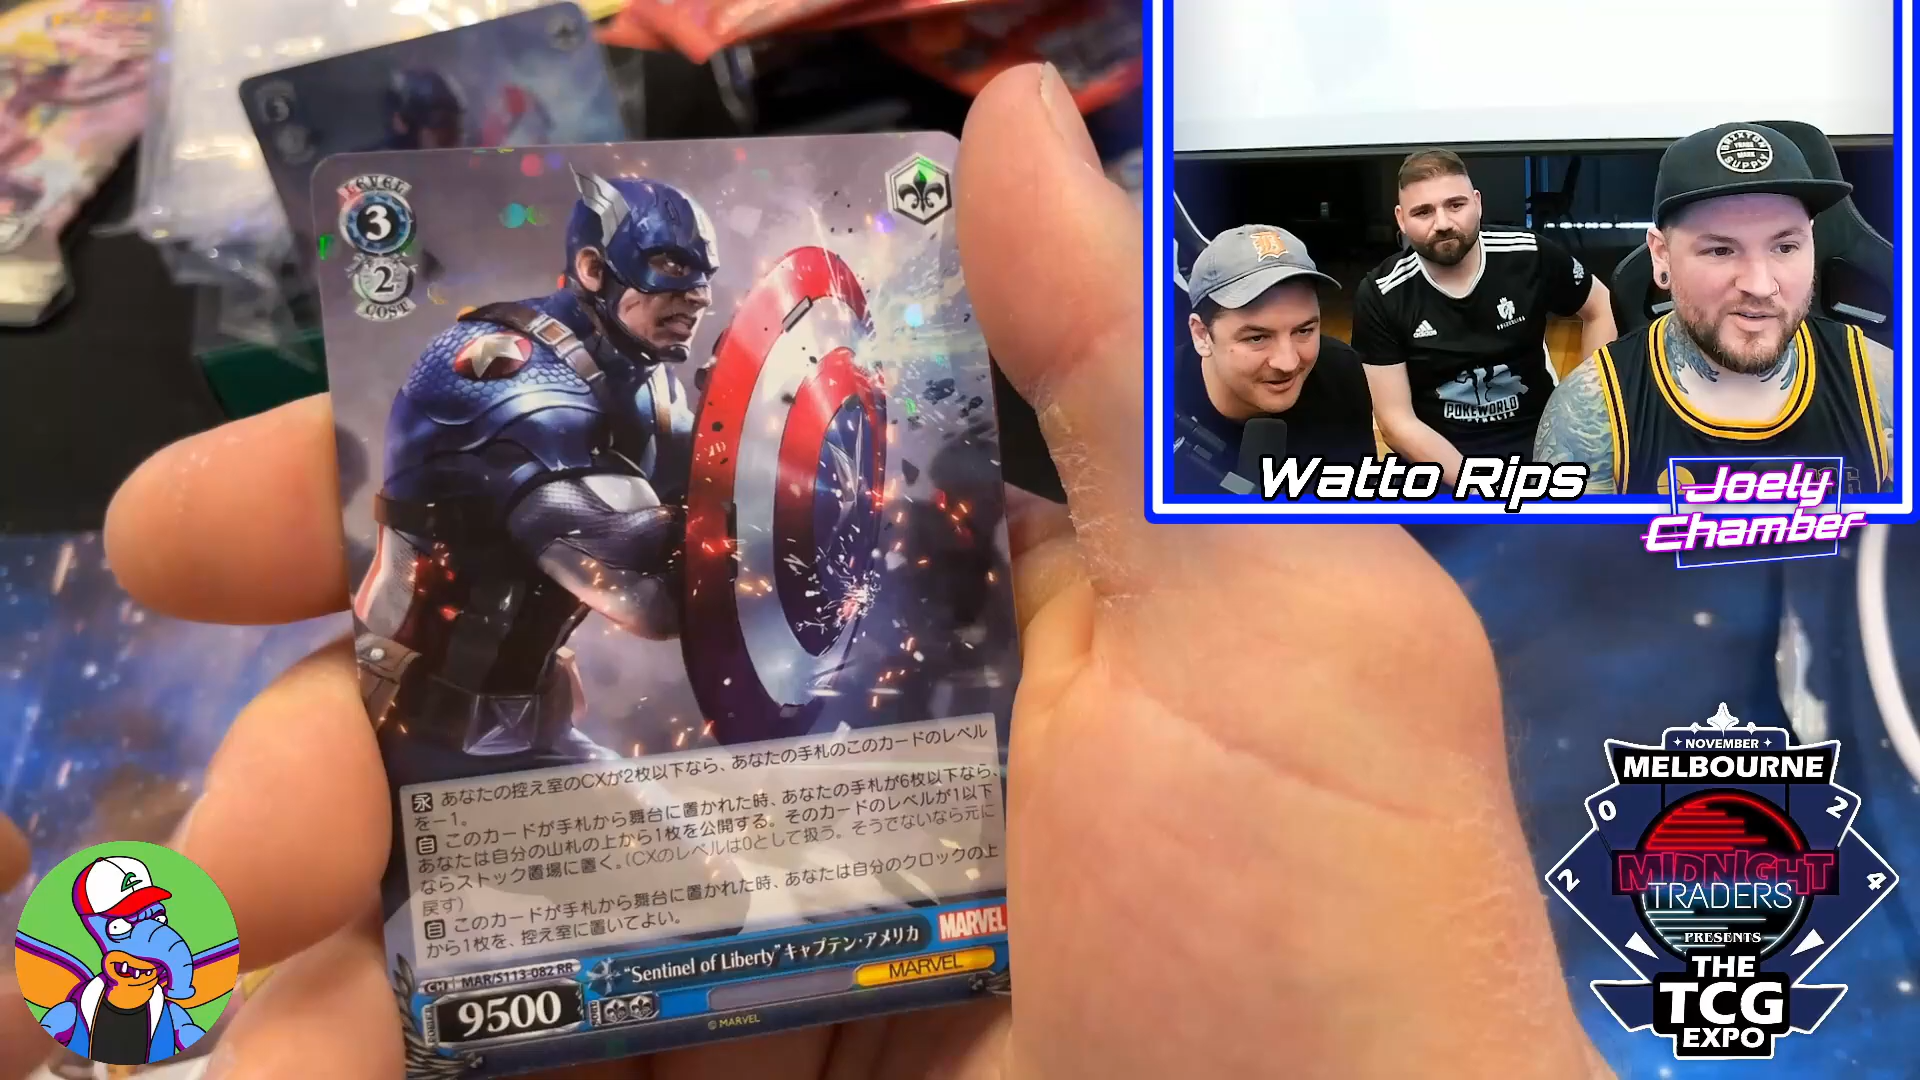 LEVEL
3
2
COST
永 あなたの控え室のCXが2枚以下なら、あなたの手札のこのカードのレベル
を－1。
自 このカードが手札から舞台に置かれた時、あなたの手札が6枚以下なら、
あなたは自分の山札の上から1枚を公開する。そのカードのレベルが1以下
ならストック置場に置く。(CXのレベルは0として扱う。そうでないなら元に
戻す)
自 このカードが手札から舞台に置かれた時、あなたは自分のクロックの上
から1枚を、控え室に置いてよい。
CH MAR/S113-082 RR
"Sentinel of Liberty"キャプテン・アメリカ
MARVEL
POWER
9500
SOUL
MARVEL
©MARVEL
BRIXTON
TRADE MARK
SUPPLY
adidas
POKEWORLD
AUSTRALIA
Watto Rips
Joely
Chamber
NOVEMBER
MELBOURNE
0 2
2 4
MIDNIGHT
TRADERS
PRESENTS
THE
TCG
EXPO